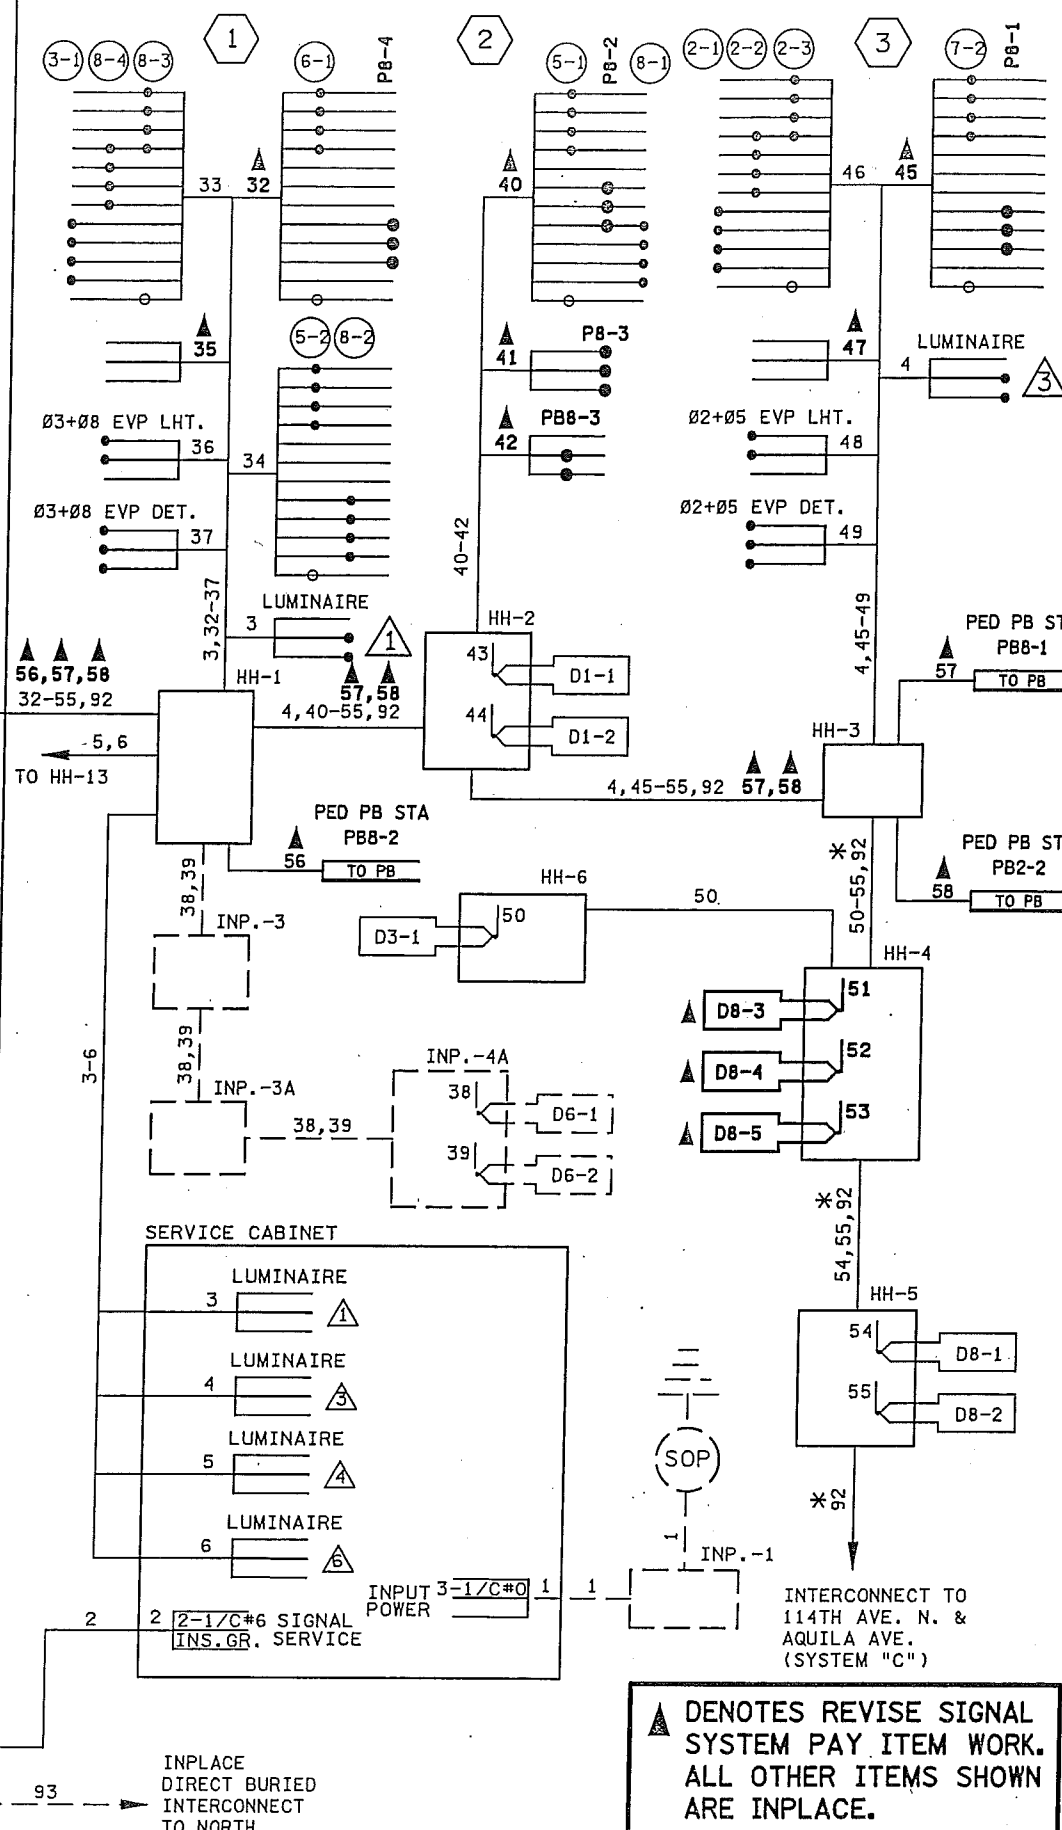 1
2
3
3-1 8-4 8-3
6-1
P8-4
5-1
P8-2
8-1
2-1 2-2 2-3
7-2
P8-1
33
32
40
46
45
35
5-2 8-2
41
P8-3
47
LUMINAIRE
4
3
Ø3+Ø8 EVP LHT.
36
34
42
PB8-3
Ø2+Ø5 EVP LHT.
48
Ø3+Ø8 EVP DET.
37
Ø2+Ø5 EVP DET.
49
3,32-37
40-42
4,45-49
LUMINAIRE
3
1
HH-2
43
D1-1
44
D1-2
56,57,58
32-55,92
HH-1
57,58
4,40-55,92
5,6
TO HH-13
PED PB ST
PB8-1
57
TO PB
HH-3
4,45-55,92
57,58
PED PB STA
PB8-2
56
TO PB
PED PB ST
PB2-2
58
TO PB
38,39
* 50-55,92
INP.-3
HH-6
50
D3-1
50
HH-4
D8-3
51
D8-4
52
D8-5
53
3-6
38,39
INP.-3A
38,39
INP.-4A
38
D6-1
39
D6-2
* 54,55,92
SERVICE CABINET
LUMINAIRE
3
1
LUMINAIRE
4
3
LUMINAIRE
5
4
LUMINAIRE
6
6
HH-5
54
D8-1
55
D8-2
SOP
1
INP.-1
* 92
INPUT
POWER
3-1/C#0
1
1
2
2
2-1/C#6 SIGNAL
INS.GR. SERVICE
INTERCONNECT TO
114TH AVE. N. &
AQUILA AVE.
(SYSTEM "C")
DENOTES REVISE SIGNAL
SYSTEM PAY ITEM WORK.
ALL OTHER ITEMS SHOWN
ARE INPLACE.
93
INPLACE
DIRECT BURIED
INTERCONNECT
TO NORTH